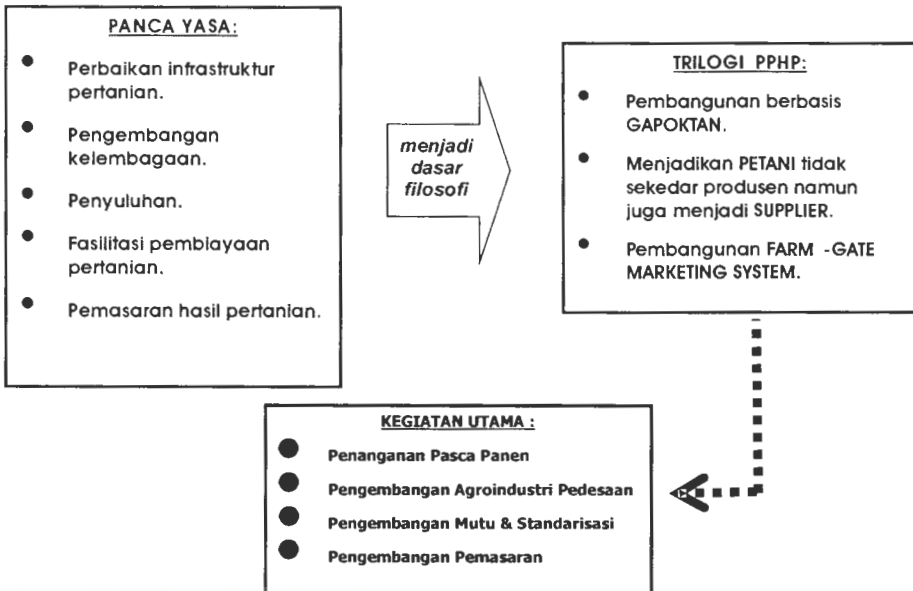 PANCA YASA:
● Perbaikan infrastruktur
pertanian.
● Pengembangan
kelembagaan.
● Penyuluhan.
● Fasilitasi pembiayaan
pertanian.
● Pemasaran hasil pertanian.
menjadi
dasar
filosofi
TRILOGI PPHP:
● Pembangunan berbasis
GAPOKTAN.
● Menjadikan PETANI tidak
sekedar produsen namun
juga menjadi SUPPLIER.
● Pembangunan FARM -GATE
MARKETING SYSTEM.
KEGIATAN UTAMA :
● Penanganan Pasca Panen
● Pengembangan Agroindustri Pedesaan
● Pengembangan Mutu & Standarisasi
● Pengembangan Pemasaran